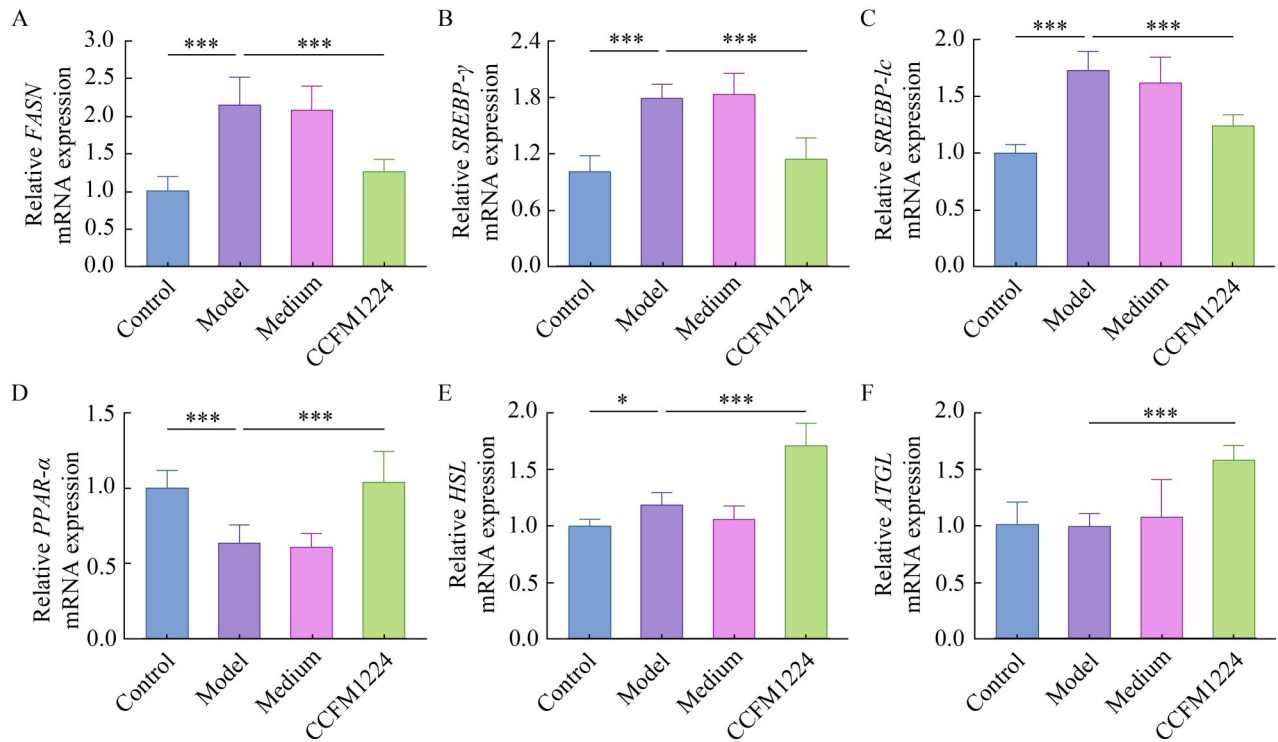 A
Relative FASN
mRNA expression
3.0
2.5
2.0
1.5
1.0
0.5
0.0
***
***
Control
Model
Medium
CCFM1224
B
Relative SREBP-γ
mRNA expression
2.4
1.8
1.2
0.6
0.0
***
***
Control
Model
Medium
CCFM1224
C
Relative SREBP-lc
mRNA expression
2.0
1.5
1.0
0.5
0.0
***
***
Control
Model
Medium
CCFM1224
D
Relative PPAR-α
mRNA expression
1.5
1.0
0.5
0.0
***
***
Control
Model
Medium
CCFM1224
E
Relative HSL
mRNA expression
2.0
1.5
1.0
0.5
0.0
*
***
Control
Model
Medium
CCFM1224
F
Relative ATGL
mRNA expression
2.0
1.5
1.0
0.5
0.0
***
Control
Model
Medium
CCFM1224